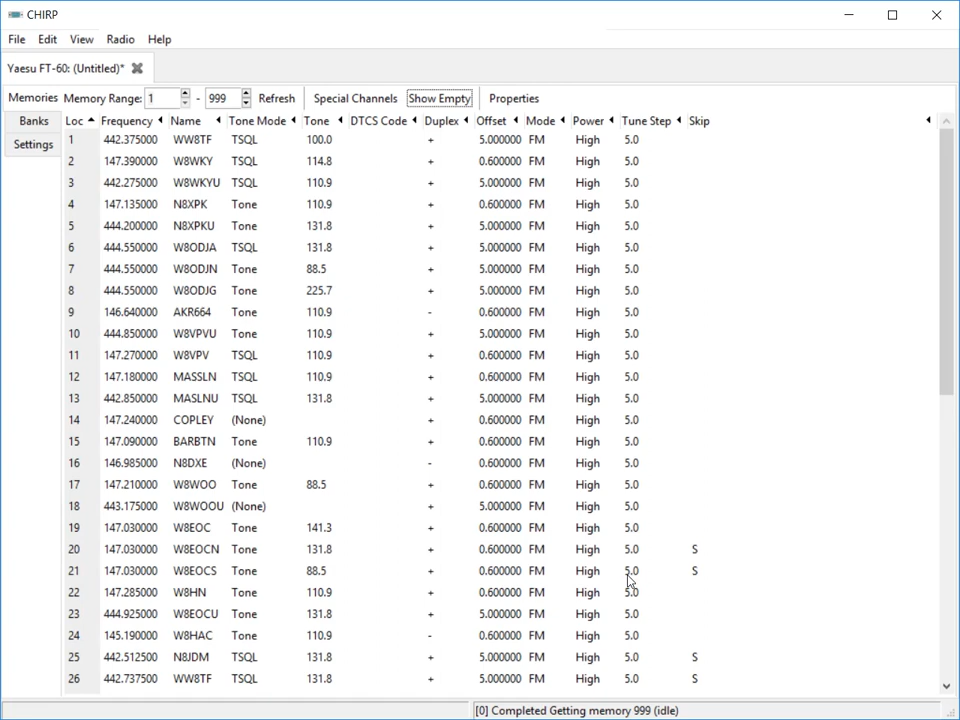 CHIRP
File Edit View Radio Help
Yaesu FT-60: (Untitled)*
Memories Memory Range: 1 - 999 Refresh Special Channels Show Empty Properties
Banks
Settings
Loc Frequency Name Tone Mode Tone DTCS Code Duplex Offset Mode Power Tune Step Skip
1 442.375000 WW8TF TSQL 100.0 + 5.000000 FM High 5.0
2 147.390000 W8WKY TSQL 114.8 + 0.600000 FM High 5.0
3 442.275000 W8WKYU TSQL 110.9 + 5.000000 FM High 5.0
4 147.135000 N8XPK Tone 110.9 + 0.600000 FM High 5.0
5 444.200000 N8XPKU Tone 131.8 + 5.000000 FM High 5.0
6 444.550000 W8ODJA TSQL 131.8 + 5.000000 FM High 5.0
7 444.550000 W8ODJN Tone 88.5 + 5.000000 FM High 5.0
8 444.550000 W8ODJG Tone 225.7 + 5.000000 FM High 5.0
9 146.640000 AKR664 Tone 110.9 - 0.600000 FM High 5.0
10 444.850000 W8VPVU Tone 110.9 + 5.000000 FM High 5.0
11 147.270000 W8VPV TSQL 110.9 + 0.600000 FM High 5.0
12 147.180000 MASSLN TSQL 110.9 + 0.600000 FM High 5.0
13 442.850000 MASLNU TSQL 131.8 + 5.000000 FM High 5.0
14 147.240000 COPLEY (None) + 0.600000 FM High 5.0
15 147.090000 BARBTN Tone 110.9 + 0.600000 FM High 5.0
16 146.985000 N8DXE (None) - 0.600000 FM High 5.0
17 147.210000 W8WOO Tone 88.5 + 0.600000 FM High 5.0
18 443.175000 W8WOOU (None) + 5.000000 FM High 5.0
19 147.030000 W8EOC Tone 141.3 + 0.600000 FM High 5.0
20 147.030000 W8EOCN Tone 131.8 + 0.600000 FM High 5.0 S
21 147.030000 W8EOCS Tone 88.5 + 0.600000 FM High 5.0 S
22 147.285000 W8HN Tone 110.9 + 0.600000 FM High 5.0
23 444.925000 W8EOCU Tone 131.8 + 5.000000 FM High 5.0
24 145.190000 W8HAC Tone 110.9 - 0.600000 FM High 5.0
25 442.512500 N8JDM TSQL 131.8 + 5.000000 FM High 5.0 S
26 442.737500 WW8TF TSQL 131.8 + 5.000000 FM High 5.0 S
[0] Completed Getting memory 999 (idle)